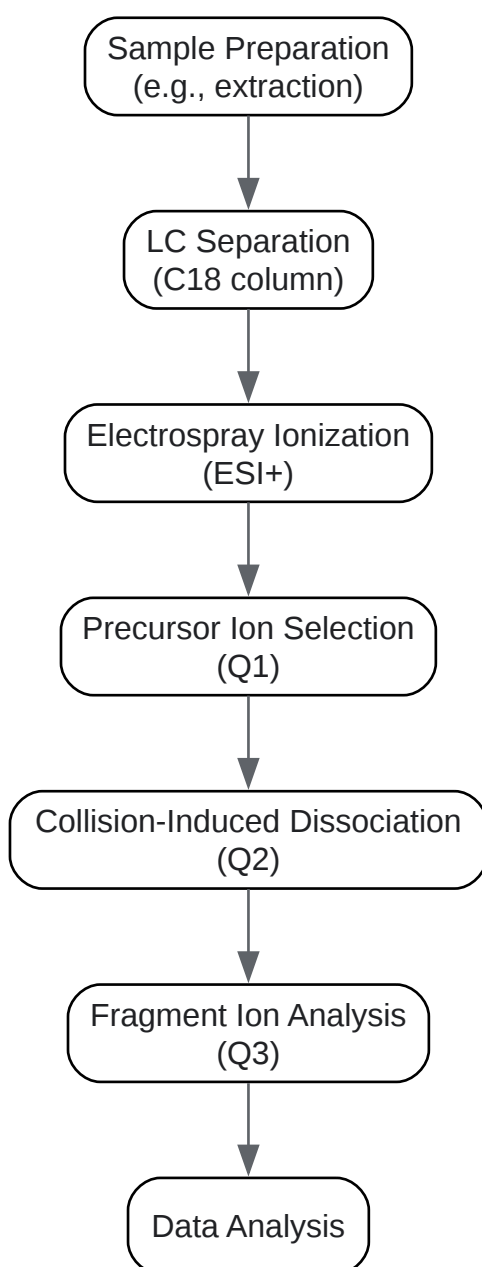 Sample Preparation
(e.g., extraction)
LC Separation
(C18 column)
Electrospray Ionization
(ESI+)
Precursor Ion Selection
(Q1)
Collision-Induced Dissociation
(Q2)
Fragment Ion Analysis
(Q3)
Data Analysis